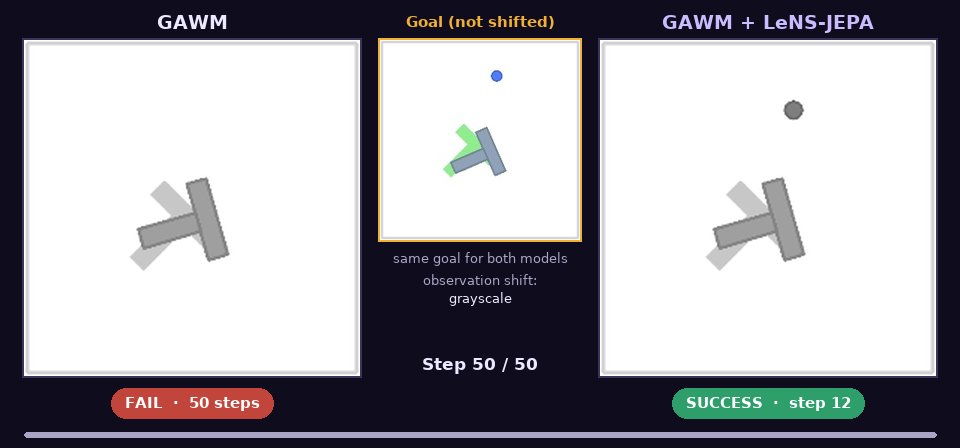 GAWM
Goal (not shifted)
GAWM + LeNS-JEPA
same goal for both models
observation shift:
grayscale
Step 50 / 50
FAIL · 50 steps
SUCCESS · step 12